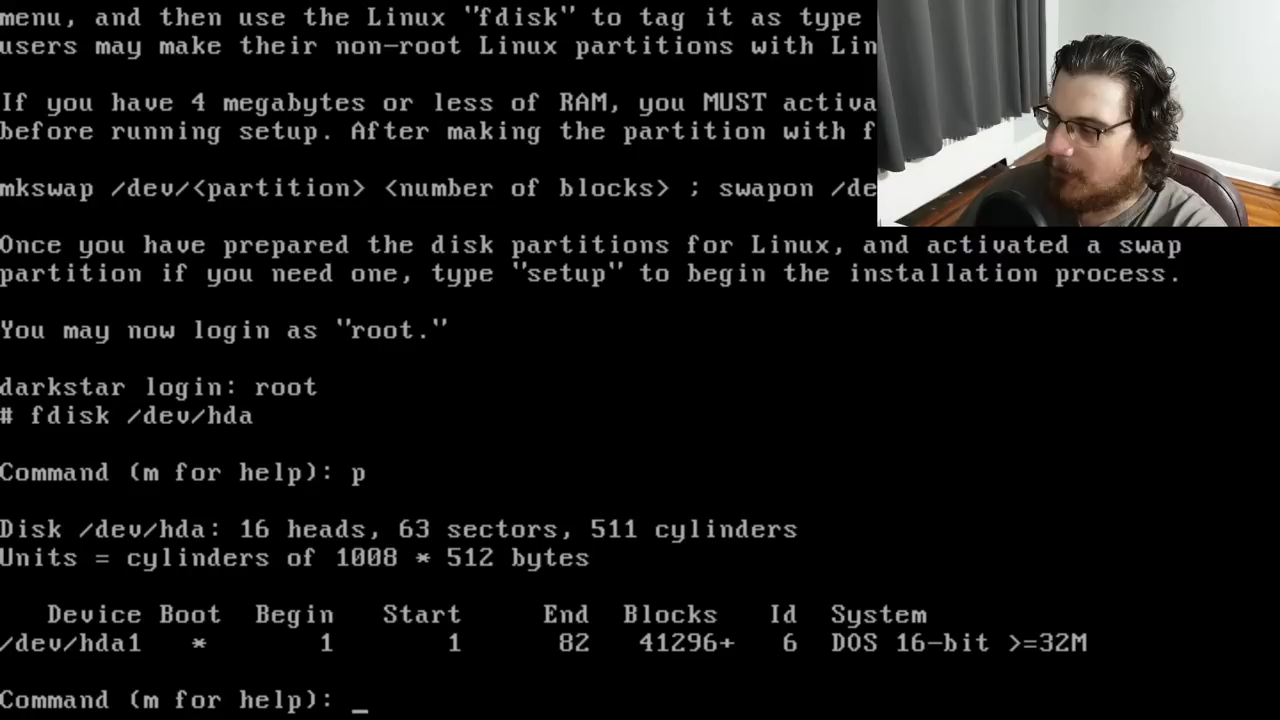 menu, and then use the Linux "fdisk" to tag it as type
users may make their non-root Linux partitions with Lin
If you have 4 megabytes or less of RAM, you MUST activa
before running setup. After making the partition with f
mkswap /dev/<partition> <number of blocks> ; swapon /de
Once you have prepared the disk partitions for Linux, and activated a swap
partition if you need one, type "setup" to begin the installation process.
You may now login as "root."
darkstar login: root
# fdisk /dev/hda
Command (m for help): p
Disk /dev/hda: 16 heads, 63 sectors, 511 cylinders
Units = cylinders of 1008 * 512 bytes
Device Boot Begin Start End Blocks Id System
/dev/hda1 * 1 1 82 41296+ 6 DOS 16-bit >=32M
Command (m for help): _